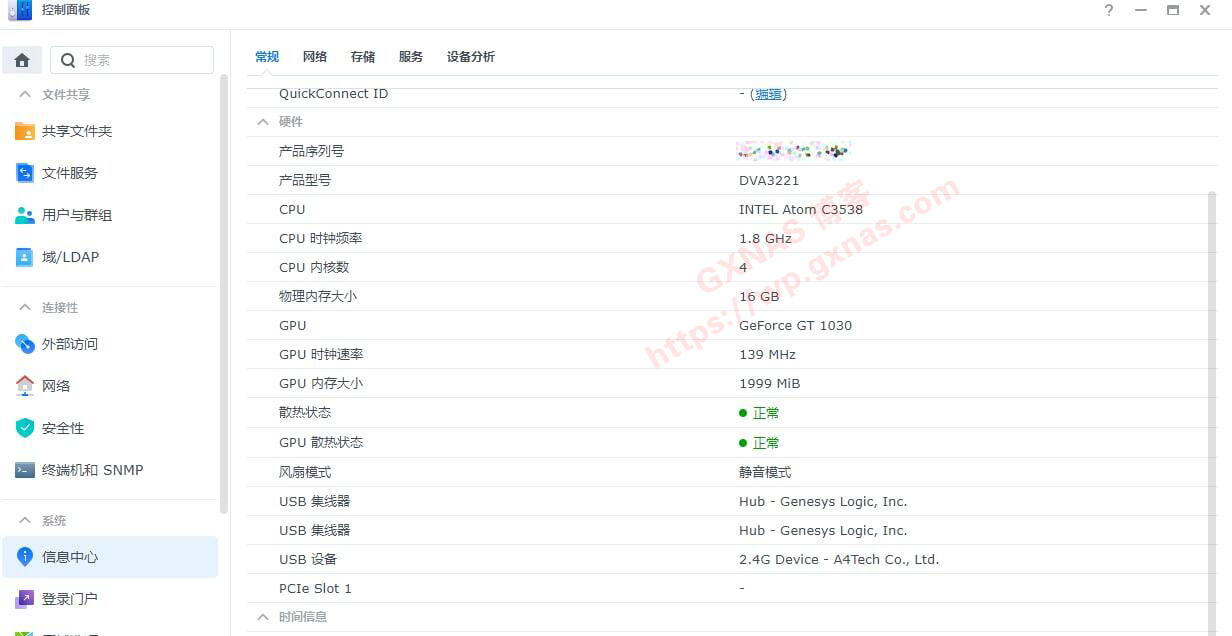 控制面板
搜索
文件共享
共享文件夹
文件服务
用户与群组
域/LDAP
连接性
外部访问
网络
安全性
终端机和 SNMP
系统
信息中心
登录门户
常规 网络 存储 服务 设备分析
QuickConnect ID - (编辑)
硬件
产品序列号
产品型号 DVA3221
CPU INTEL Atom C3538
CPU 时钟频率 1.8 GHz
CPU 内核数 4
物理内存大小 16 GB
GPU GeForce GT 1030
GPU 时钟速率 139 MHz
GPU 内存大小 1999 MiB
散热状态 正常
GPU 散热状态 正常
风扇模式 静音模式
USB 集线器 Hub - Genesys Logic, Inc.
USB 集线器 Hub - Genesys Logic, Inc.
USB 设备 2.4G Device - A4Tech Co., Ltd.
PCIe Slot 1 -
时间信息
GXNAS 博客
https://wp.gxnas.com